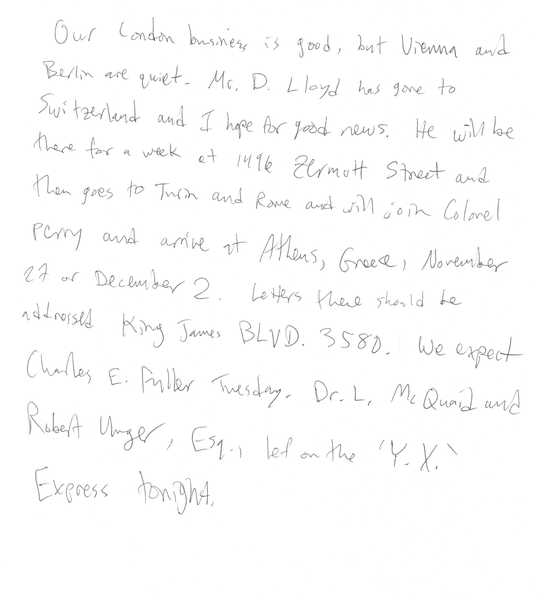 Our London business is good, but Vienna and
Berlin are quiet. Mr. D. Lloyd has gone to
Switzerland and I hope for good news. He will be
there for a week at 1496 Zermott Street and
then goes to Turin and Rome and will join Colonel
Perry and arrive at Athens, Greece, November
27 or December 2. Letters there should be
addressed King James BLVD. 3580. We expect
Charles E. Fuller Tuesday. Dr. L. McQuaid and
Robert Unger, Esq., left on the 'Y.X.'
Express tonight.